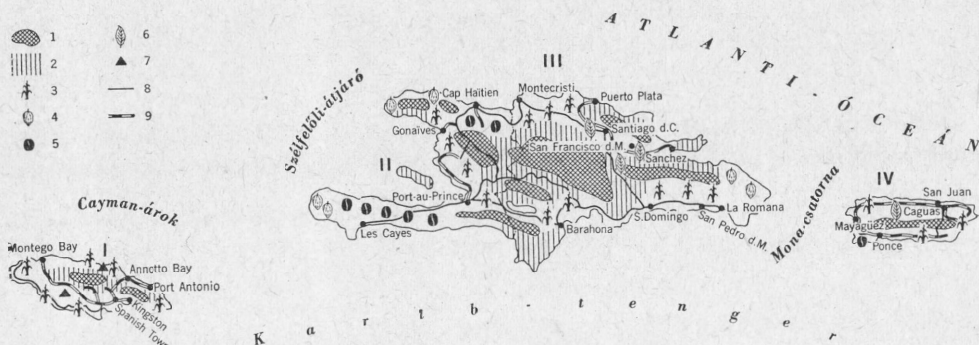 1
2
3
4
5
6
7
8
9
ATLANTI-ÓCEÁN
Szélfelöli-átjáró
III
Cap Haïtien
Montecristi
Puerto Plata
Gonaïves
Santiago d.C.
San Francisco d.M.
Sanchez
II
Port-au-Prince
Les Cayes
Barahona
S.Domingo
San Pedro d.M.
La Romana
Mona-csatorna
IV
San Juan
Caguas
Mayagüez
Ponce
Cayman-árok
Montego Bay
I
Annotto Bay
Port Antonio
Kingston
Spanish Town
Karib-tenger